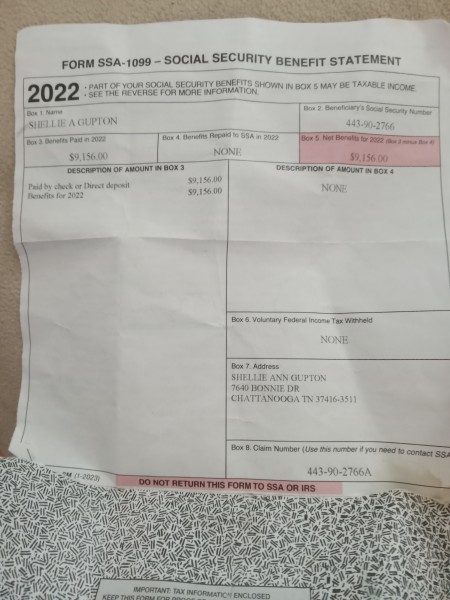 FORM SSA-1099 – SOCIAL SECURITY BENEFIT STATEMENT
2022
• PART OF YOUR SOCIAL SECURITY BENEFITS SHOWN IN BOX 5 MAY BE TAXABLE INCOME.
• SEE THE REVERSE FOR MORE INFORMATION.
Box 1. Name
SHELLIE A GUPTON
Box 2. Beneficiary's Social Security Number
443-90-2766
Box 3. Benefits Paid in 2022
$9,156.00
Box 4. Benefits Repaid to SSA in 2022
NONE
Box 5. Net Benefits for 2022 (Box 3 minus Box 4)
$9,156.00
DESCRIPTION OF AMOUNT IN BOX 3
Paid by check or Direct deposit $9,156.00
Benefits for 2022 $9,156.00
DESCRIPTION OF AMOUNT IN BOX 4
NONE
Box 6. Voluntary Federal Income Tax Withheld
NONE
Box 7. Address
SHELLIE ANN GUPTON
7640 BONNIE DR
CHATTANOOGA TN 37416-3511
Box 8. Claim Number (Use this number if you need to contact SSA
443-90-2766A
(1-2023)
DO NOT RETURN THIS FORM TO SSA OR IRS
IMPORTANT: TAX INFORMATION ENCLOSED